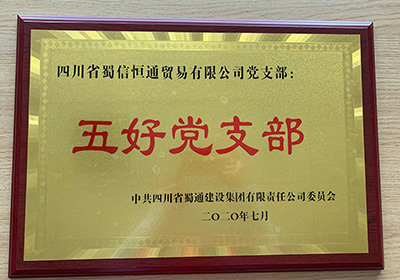 四川省蜀信恒通贸易有限公司党支部：
五好党支部
中共四川省蜀通建设集团有限责任公司委员会
二〇二〇年七月